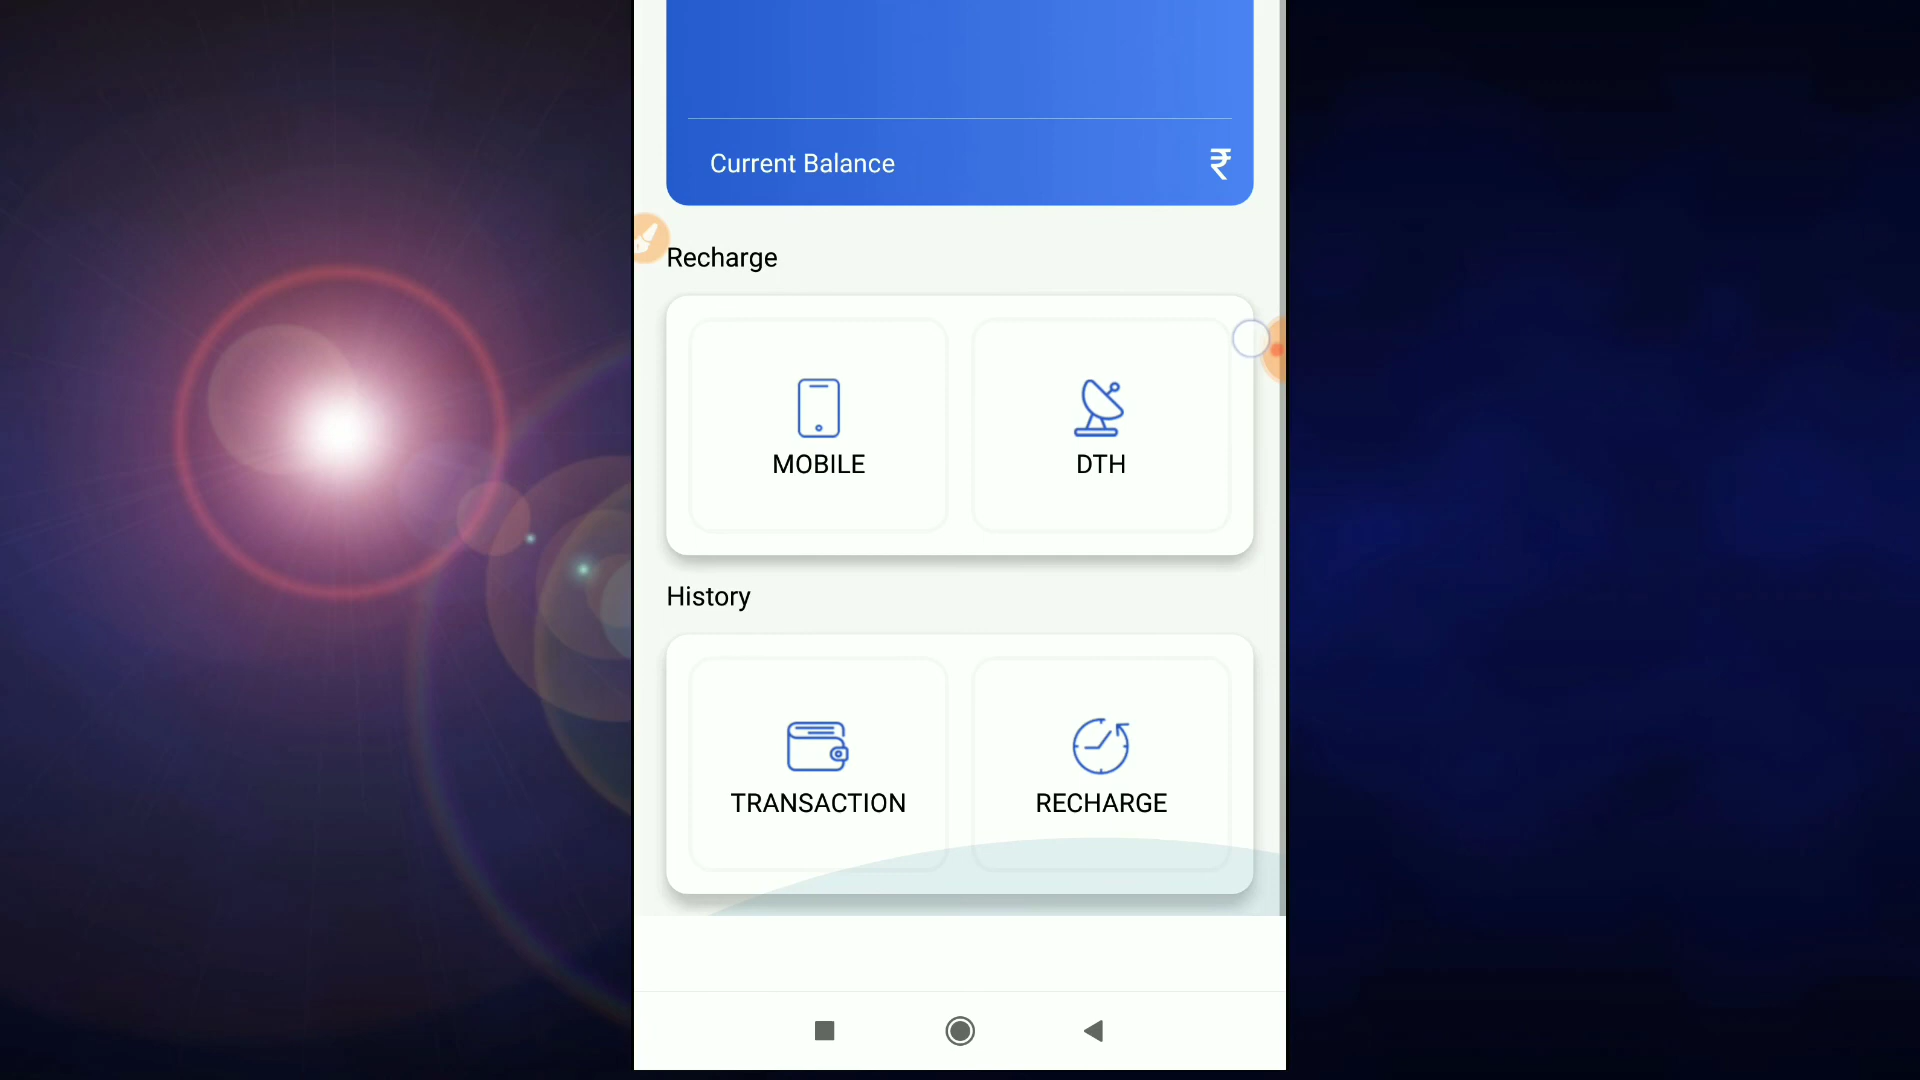 Current Balance ₹
Recharge
MOBILE DTH
History
TRANSACTION RECHARGE